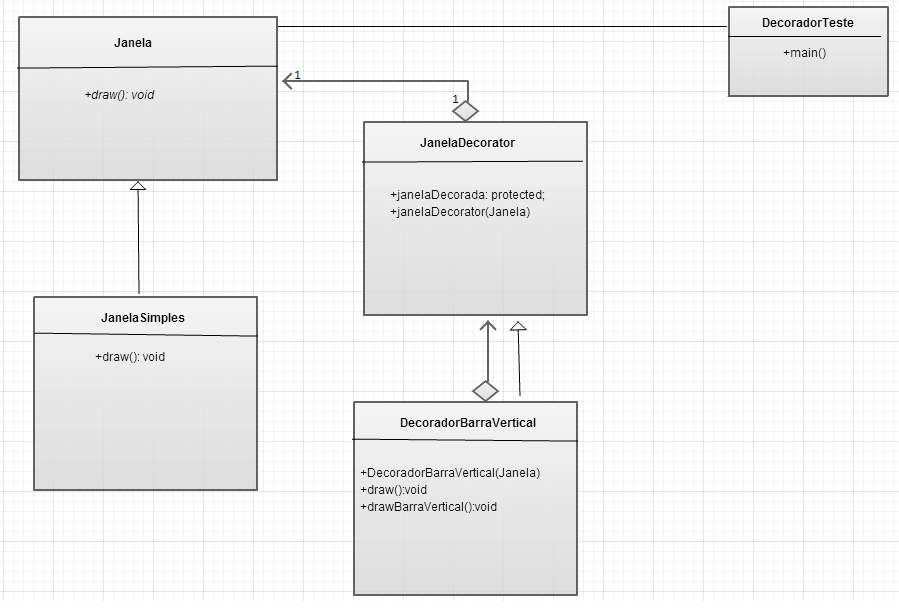 Janela
+draw(): void
DecoradorTeste
+main()
1
1
JanelaDecorator
+janelaDecorada: protected;
+janelaDecorator(Janela)
JanelaSimples
+draw(): void
DecoradorBarraVertical
+DecoradorBarraVertical(Janela)
+draw():void
+drawBarraVertical():void